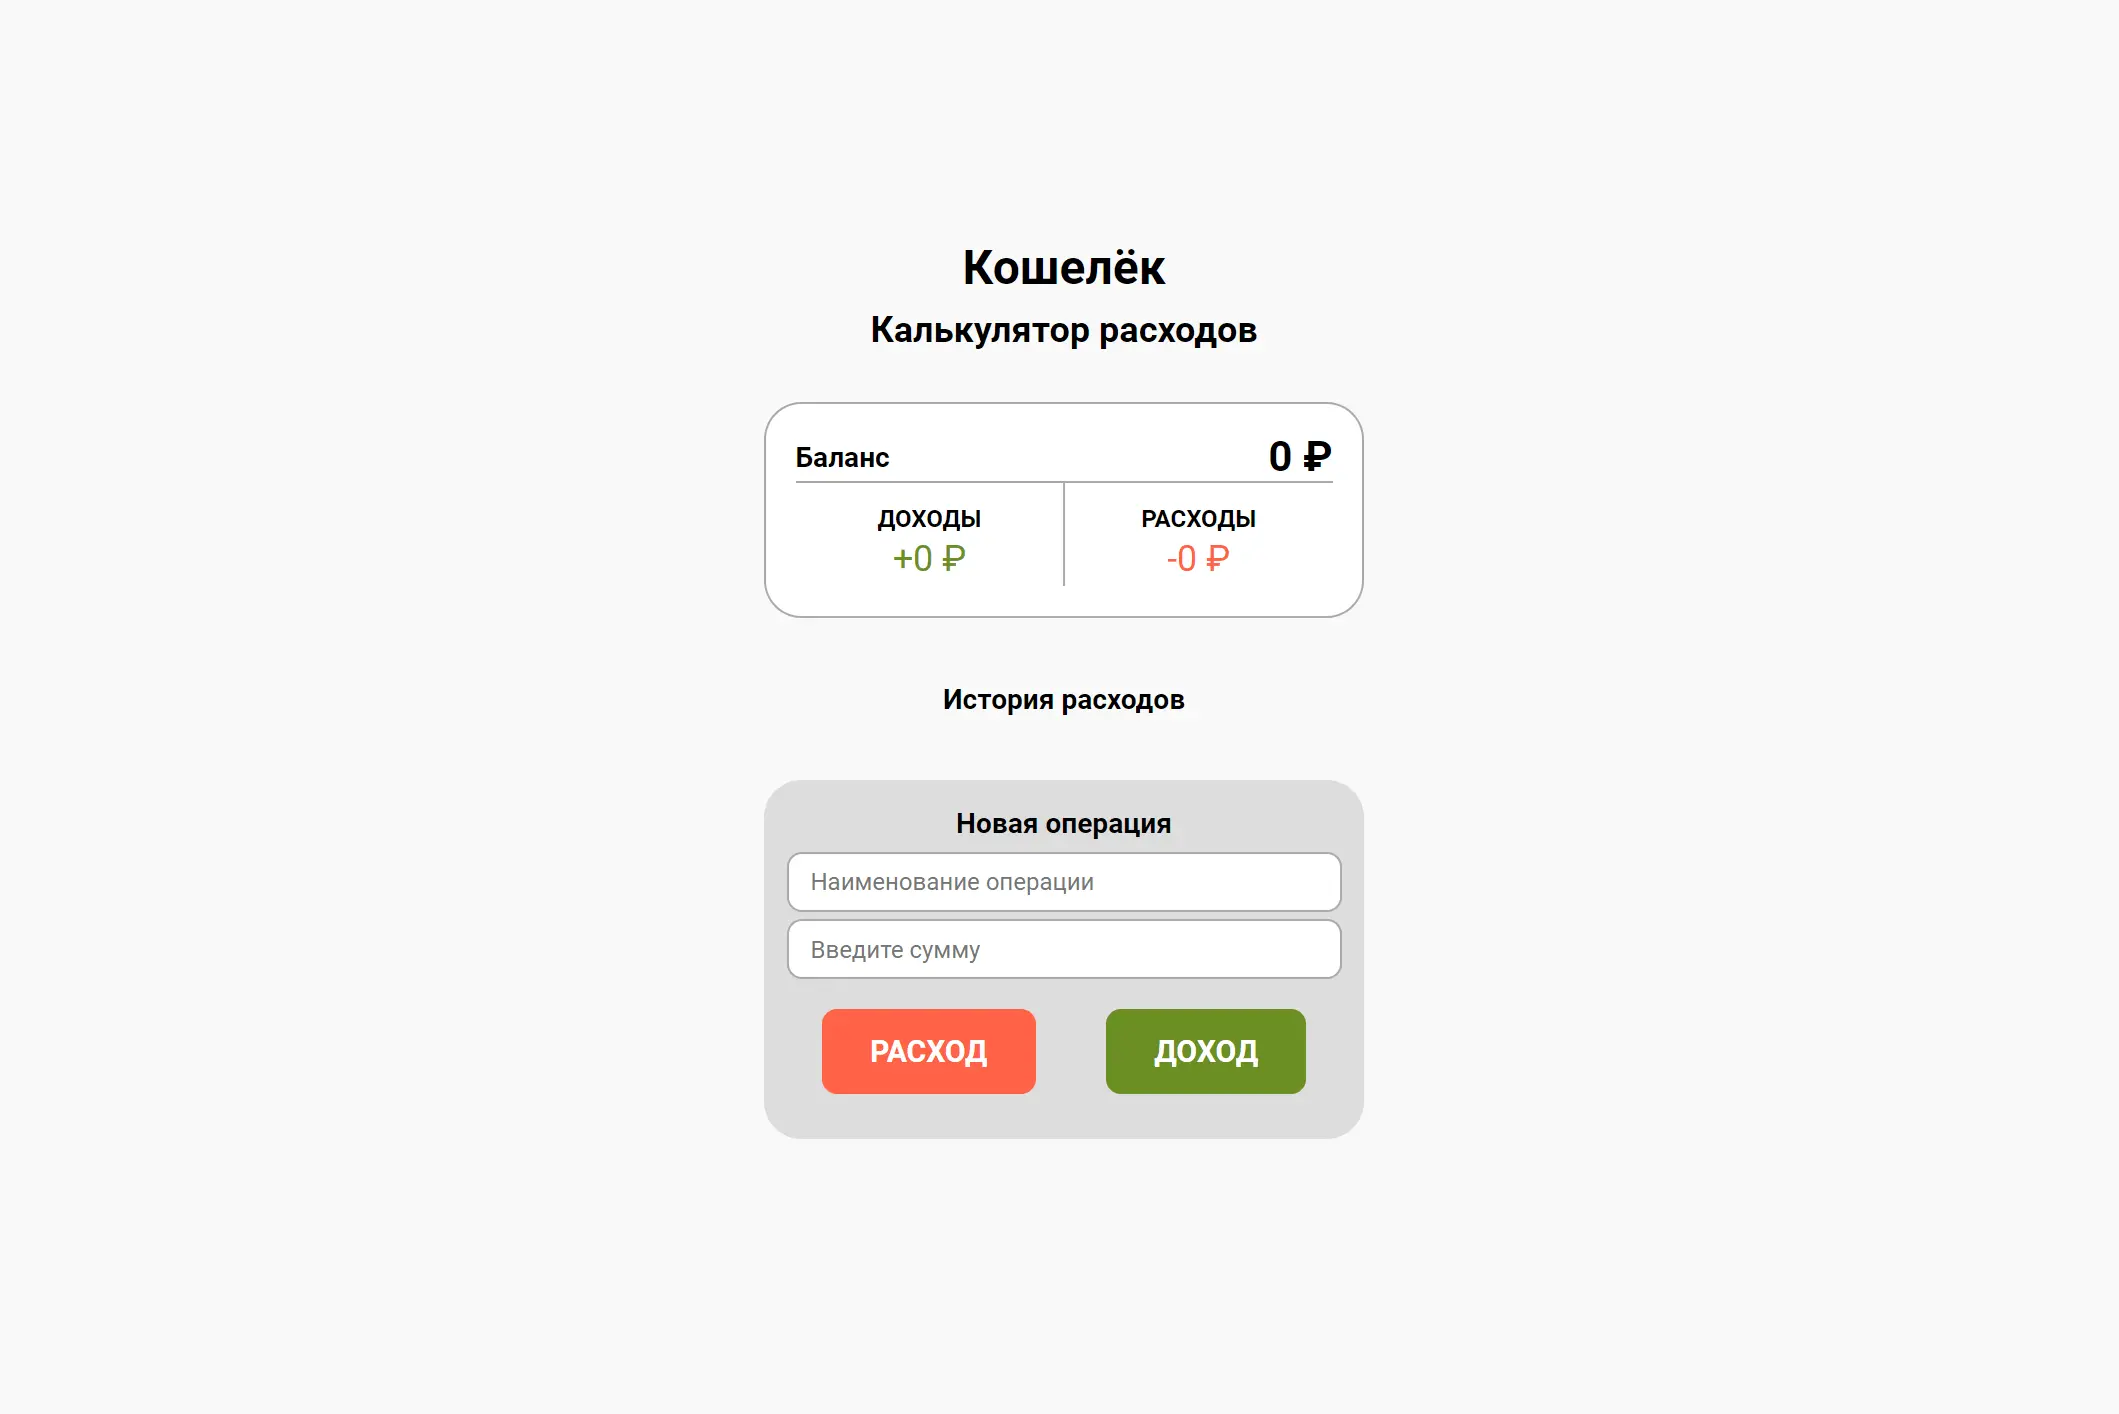 Кошелёк
Калькулятор расходов
Баланс 0 ₽
ДОХОДЫ РАСХОДЫ
+0 ₽ -0 ₽
История расходов
Новая операция
Наименование операции
Введите сумму
РАСХОД ДОХОД